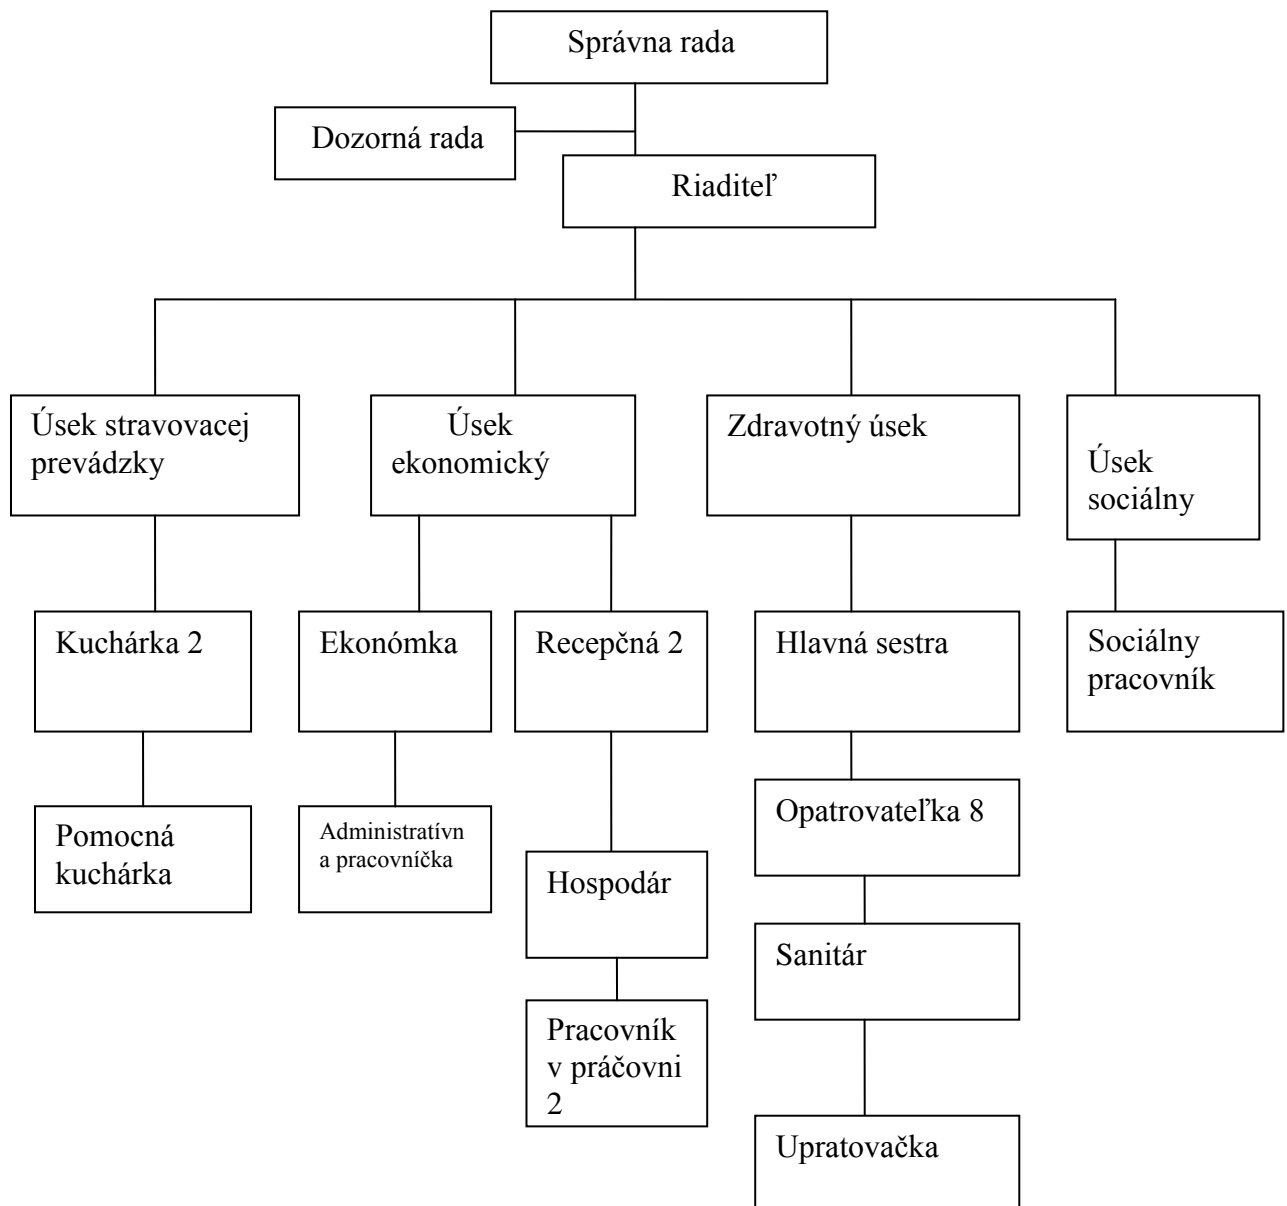 Správna rada
Dozorná rada
Riaditeľ
Úsek stravovacej
prevádzky
Úsek
ekonomický
Zdravotný úsek
Úsek
sociálny
Kuchárka 2
Ekonómka
Recepčná 2
Hlavná sestra
Sociálny
pracovník
Pomocná
kuchárka
Administratívn
a pracovníčka
Hospodár
Pracovník
v práčovni
2
Opatrovateľka 8
Sanitár
Upratovačka